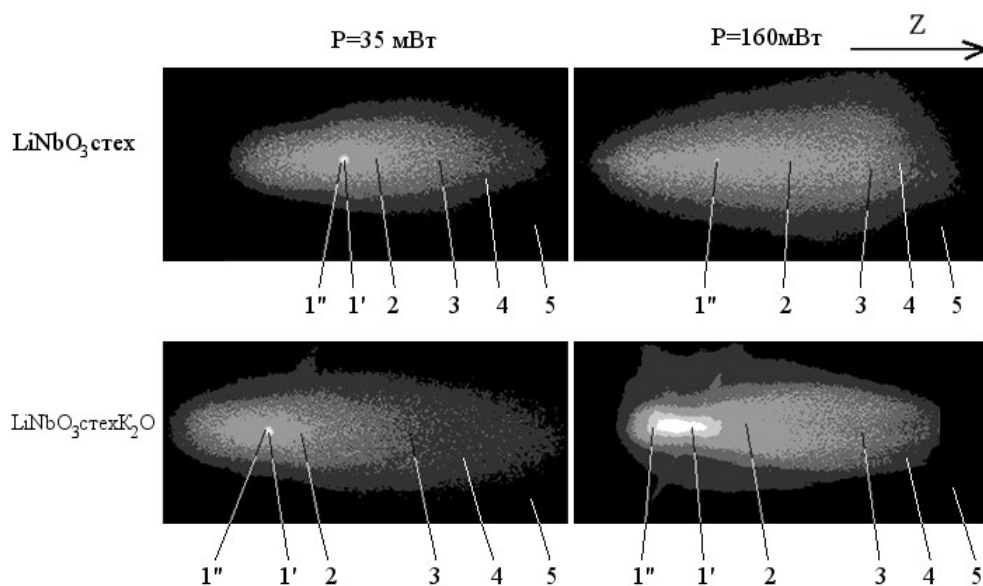 P=35 мВт
P=160мВт
Z
LiNbO₃стех
1" 1' 2 3 4 5
1" 2 3 4 5
LiNbO₃стехK₂O
1" 1' 2 3 4 5
1" 1' 2 3 4 5